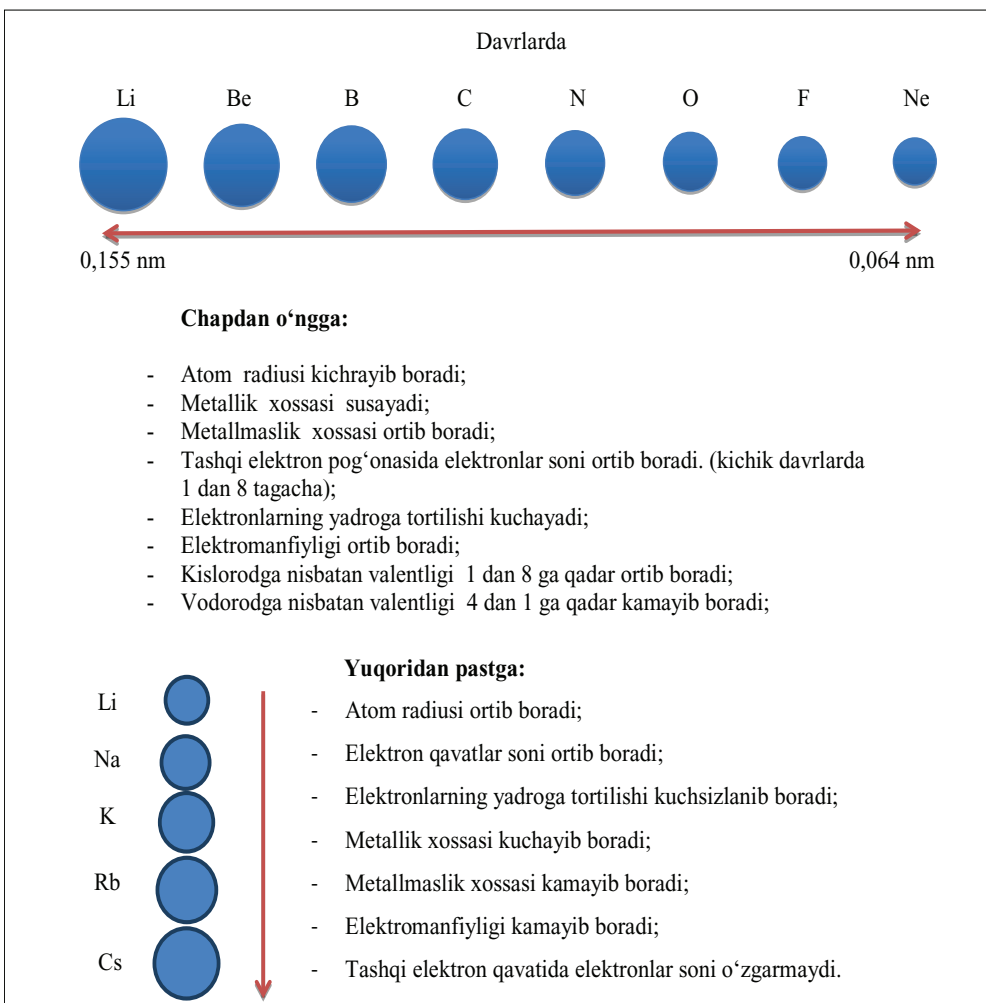 Davrlarda
Li Be B C N O F Ne
0,155 nm 0,064 nm
Chapdan o‘ngga:
- Atom radiusi kichrayib boradi;
- Metallik xossasi susayadi;
- Metallmaslik xossasi ortib boradi;
- Tashqi elektron pog‘onasida elektronlar soni ortib boradi. (kichik davrlarda
1 dan 8 tagacha);
- Elektronlarning yadroga tortilishi kuchayadi;
- Elektromanfiyligi ortib boradi;
- Kislorodga nisbatan valentligi 1 dan 8 ga qadar ortib boradi;
- Vodorodga nisbatan valentligi 4 dan 1 ga qadar kamayib boradi;
Yuqoridan pastga:
Li
- Atom radiusi ortib boradi;
Na
- Elektron qavatlar soni ortib boradi;
K
- Elektronlarning yadroga tortilishi kuchsizlanib boradi;
- Metallik xossasi kuchayib boradi;
Rb
- Metallmaslik xossasi kamayib boradi;
- Elektromanfiyligi kamayib boradi;
Cs
- Tashqi elektron qavatida elektronlar soni o‘zgarmaydi.